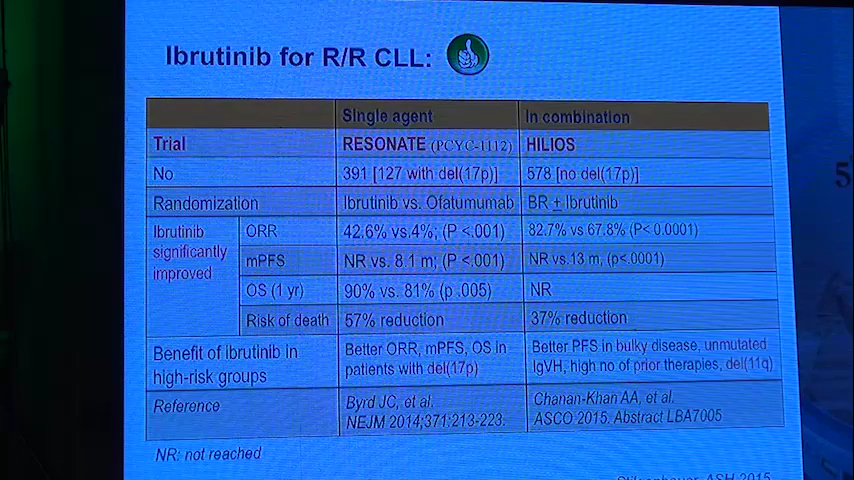 Ibrutinib for R/R CLL:
Single agent In combination
Trial RESONATE (PCYC-1112) HILIOS
No 391 [127 with del(17p)] 578 [no del(17p)]
Randomization Ibrutinib vs. Ofatumumab BR ± Ibrutinib
Ibrutinib significantly improved ORR 42.6% vs.4%; (P <.001) 82.7% vs 67.8% (P< 0.0001)
mPFS NR vs. 8.1 m; (P <.001) NR vs.13 m, (p<.0001)
OS (1 yr) 90% vs. 81% (p .005) NR
Risk of death 57% reduction 37% reduction
Benefit of ibrutinib in Better ORR, mPFS, OS in Better PFS in bulky disease, unmutated
high-risk groups patients with del(17p) IgVH, high no of prior therapies, del(11q)
Reference Byrd JC, et al. Chanan-Khan AA, et al.
NEJM 2014;371:213-223. ASCO 2015. Abstract LBA7005
NR: not reached
ASH 2015